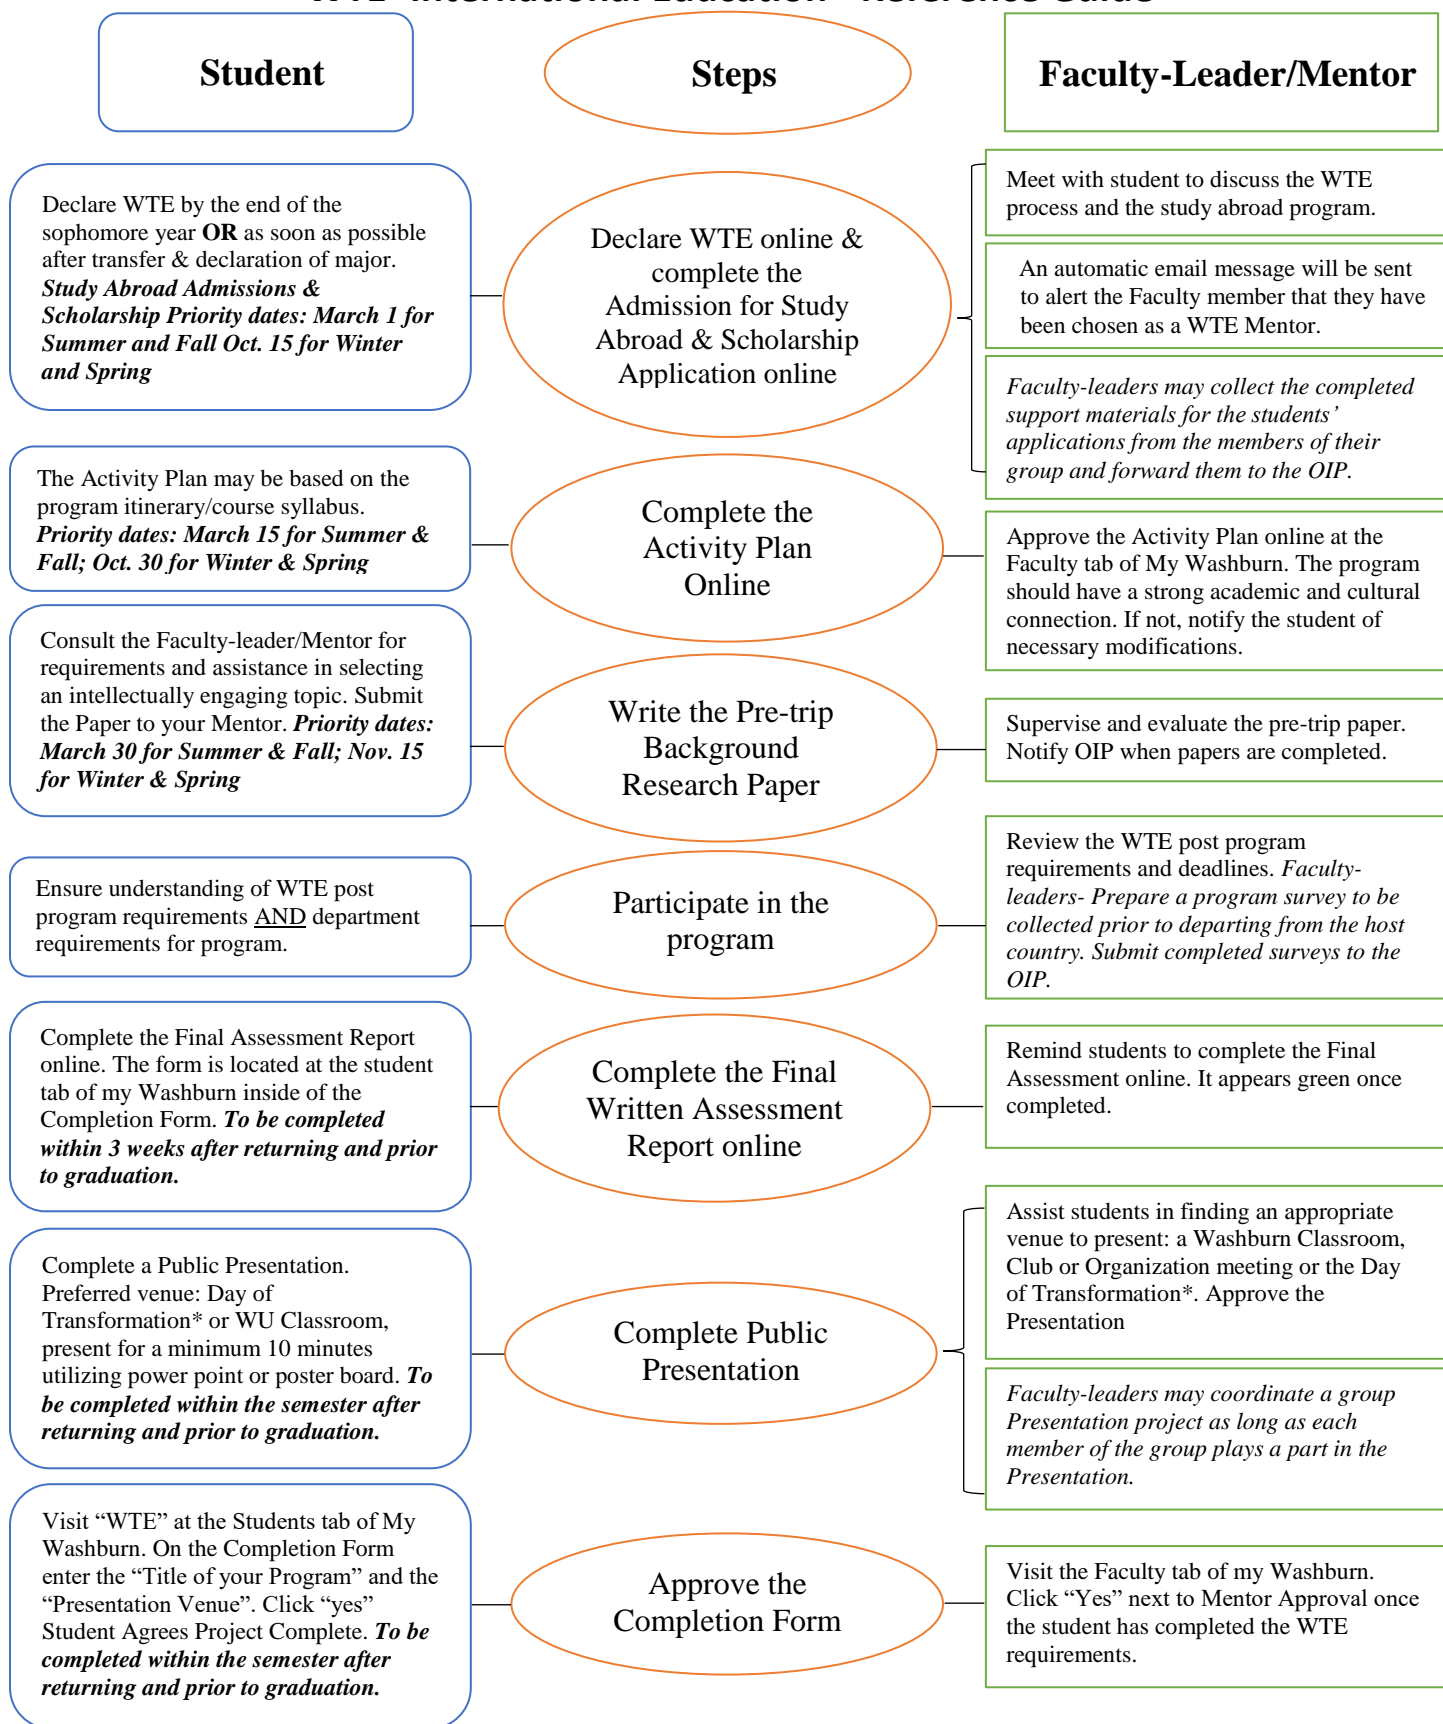 WTE- International Education - Reference Guide
Student
Steps
Faculty-Leader/Mentor
Declare WTE by the end of the
sophomore year OR as soon as possible
after transfer & declaration of major.
Study Abroad Admissions &
Scholarship Priority dates: March 1 for
Summer and Fall Oct. 15 for Winter
and Spring
Declare WTE online &
complete the
Admission for Study
Abroad & Scholarship
Application online
Meet with student to discuss the WTE
process and the study abroad program.
An automatic email message will be sent
to alert the Faculty member that they have
been chosen as a WTE Mentor.
Faculty-leaders may collect the completed
support materials for the students’
applications from the members of their
group and forward them to the OIP.
The Activity Plan may be based on the
program itinerary/course syllabus.
Priority dates: March 15 for Summer &
Fall; Oct. 30 for Winter & Spring
Complete the
Activity Plan
Online
Approve the Activity Plan online at the
Faculty tab of My Washburn. The program
should have a strong academic and cultural
connection. If not, notify the student of
necessary modifications.
Consult the Faculty-leader/Mentor for
requirements and assistance in selecting
an intellectually engaging topic. Submit
the Paper to your Mentor. Priority dates:
March 30 for Summer & Fall; Nov. 15
for Winter & Spring
Write the Pre-trip
Background
Research Paper
Supervise and evaluate the pre-trip paper.
Notify OIP when papers are completed.
Ensure understanding of WTE post
program requirements AND department
requirements for program.
Participate in the
program
Review the WTE post program
requirements and deadlines. Faculty-
leaders- Prepare a program survey to be
collected prior to departing from the host
country. Submit completed surveys to the
OIP.
Complete the Final Assessment Report
online. The form is located at the student
tab of my Washburn inside of the
Completion Form. To be completed
within 3 weeks after returning and prior
to graduation.
Complete the Final
Written Assessment
Report online
Remind students to complete the Final
Assessment online. It appears green once
completed.
Complete a Public Presentation.
Preferred venue: Day of
Transformation* or WU Classroom,
present for a minimum 10 minutes
utilizing power point or poster board. To
be completed within the semester after
returning and prior to graduation.
Complete Public
Presentation
Assist students in finding an appropriate
venue to present: a Washburn Classroom,
Club or Organization meeting or the Day
of Transformation*. Approve the
Presentation
Faculty-leaders may coordinate a group
Presentation project as long as each
member of the group plays a part in the
Presentation.
Visit “WTE” at the Students tab of My
Washburn. On the Completion Form
enter the “Title of your Program” and the
“Presentation Venue”. Click “yes”
Student Agrees Project Complete. To be
completed within the semester after
returning and prior to graduation.
Approve the
Completion Form
Visit the Faculty tab of my Washburn.
Click “Yes” next to Mentor Approval once
the student has completed the WTE
requirements.